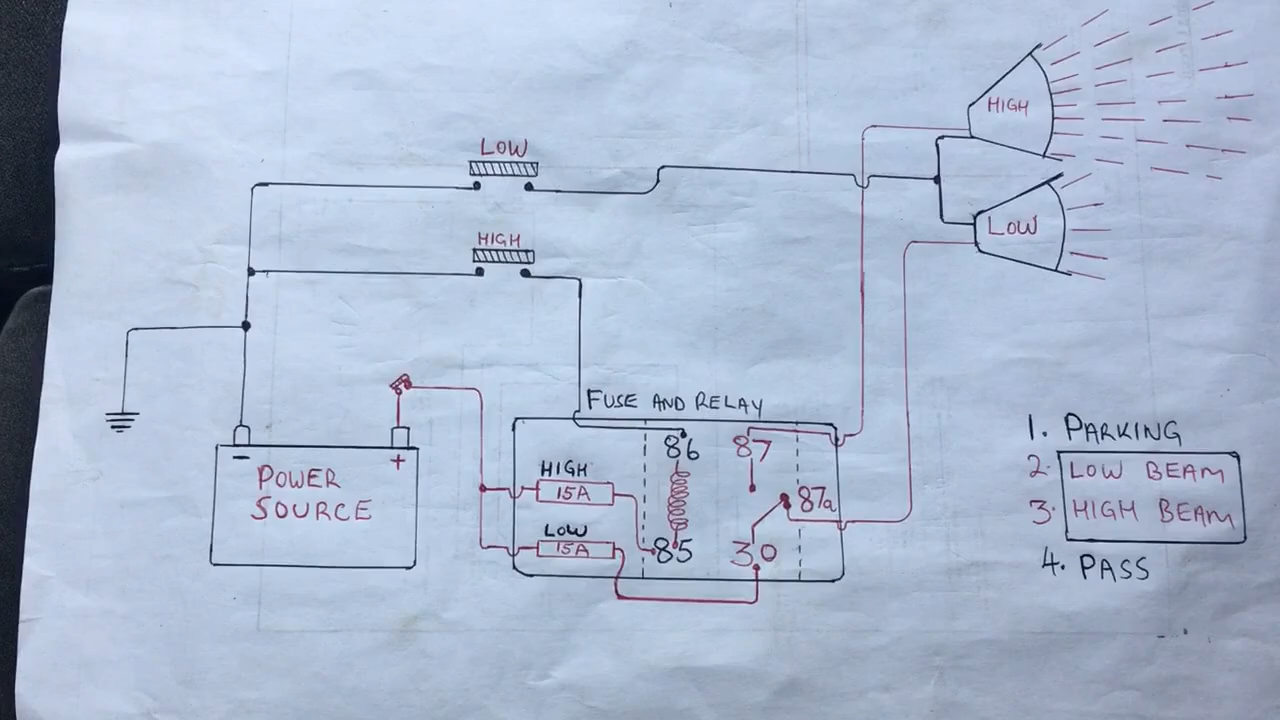 HIGH
LOW
LOW
HIGH
FUSE AND RELAY
86
87
HIGH
15A
87a
LOW
15A
85
30
- +
POWER
SOURCE
1. PARKING
2. LOW BEAM
3. HIGH BEAM
4. PASS